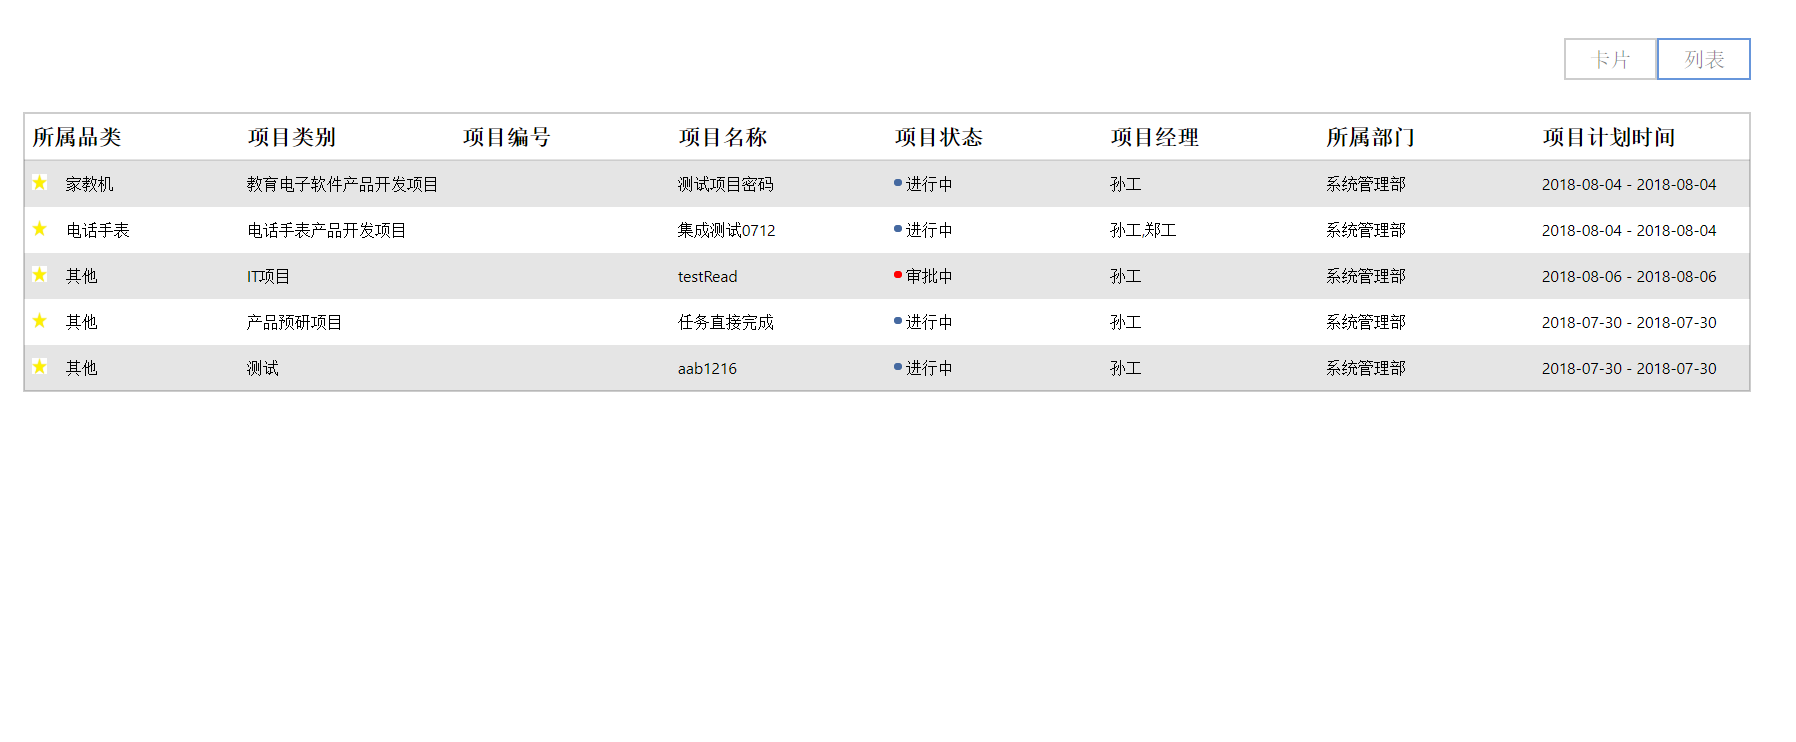 卡片 列表
所属品类 项目类别 项目编号 项目名称 项目状态 项目经理 所属部门 项目计划时间
家教机 教育电子软件产品开发项目 测试项目密码 进行中 孙工 系统管理部 2018-08-04 - 2018-08-04
电话手表 电话手表产品开发项目 集成测试0712 进行中 孙工,郑工 系统管理部 2018-08-04 - 2018-08-04
其他 IT项目 testRead 审批中 孙工 系统管理部 2018-08-06 - 2018-08-06
其他 产品预研项目 任务直接完成 进行中 孙工 系统管理部 2018-07-30 - 2018-07-30
其他 测试 aab1216 进行中 孙工 系统管理部 2018-07-30 - 2018-07-30